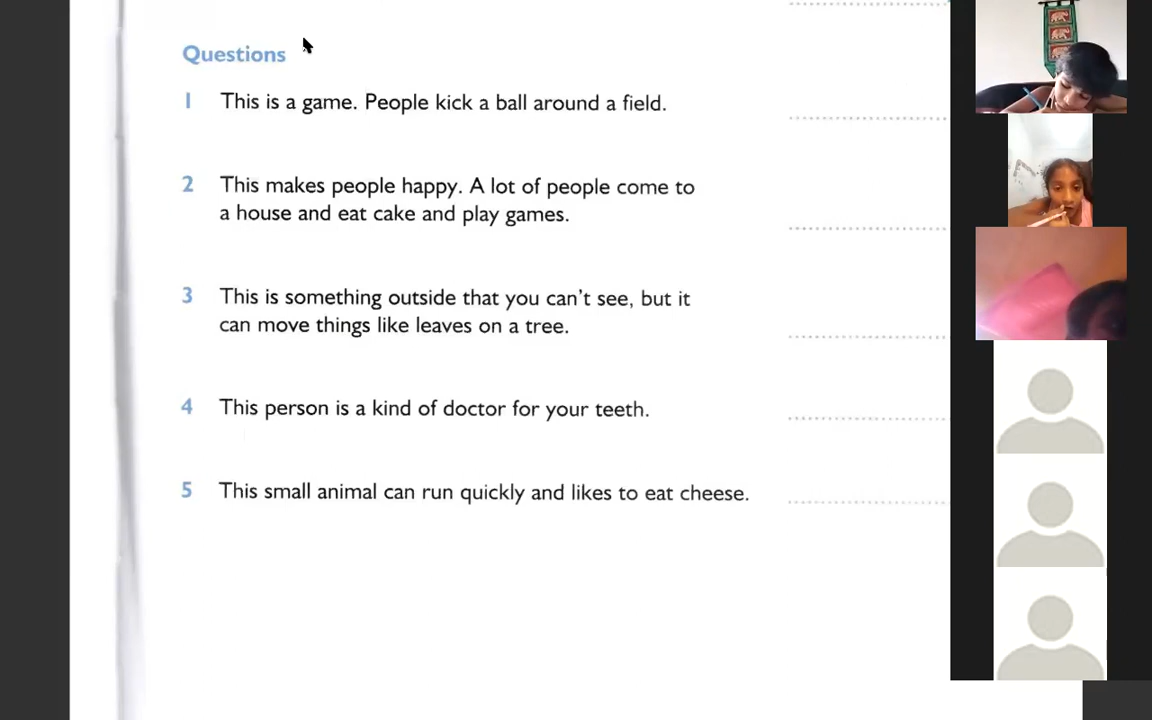 Questions
1 This is a game. People kick a ball around a field.
2 This makes people happy. A lot of people come to
a house and eat cake and play games.
3 This is something outside that you can't see, but it
can move things like leaves on a tree.
4 This person is a kind of doctor for your teeth.
5 This small animal can run quickly and likes to eat cheese.